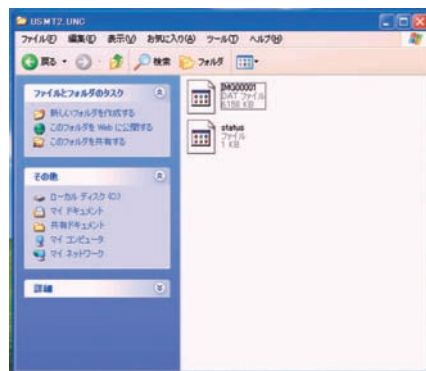 USMT2.UNC
ファイル(F) 編集(E) 表示(V) お気に入り(A) ツール(T) ヘルプ(H)
戻る 検索 フォルダ
ファイルとフォルダのタスク
新しいフォルダを作成する
このフォルダを Web に公開する
このフォルダを共有する
その他
ローカル ディスク (C:)
マイ ドキュメント
共有ドキュメント
マイ コンピュータ
マイ ネットワーク
詳細
IMG00001
DAT ファイル
6,158 KB
status
ファイル
1 KB